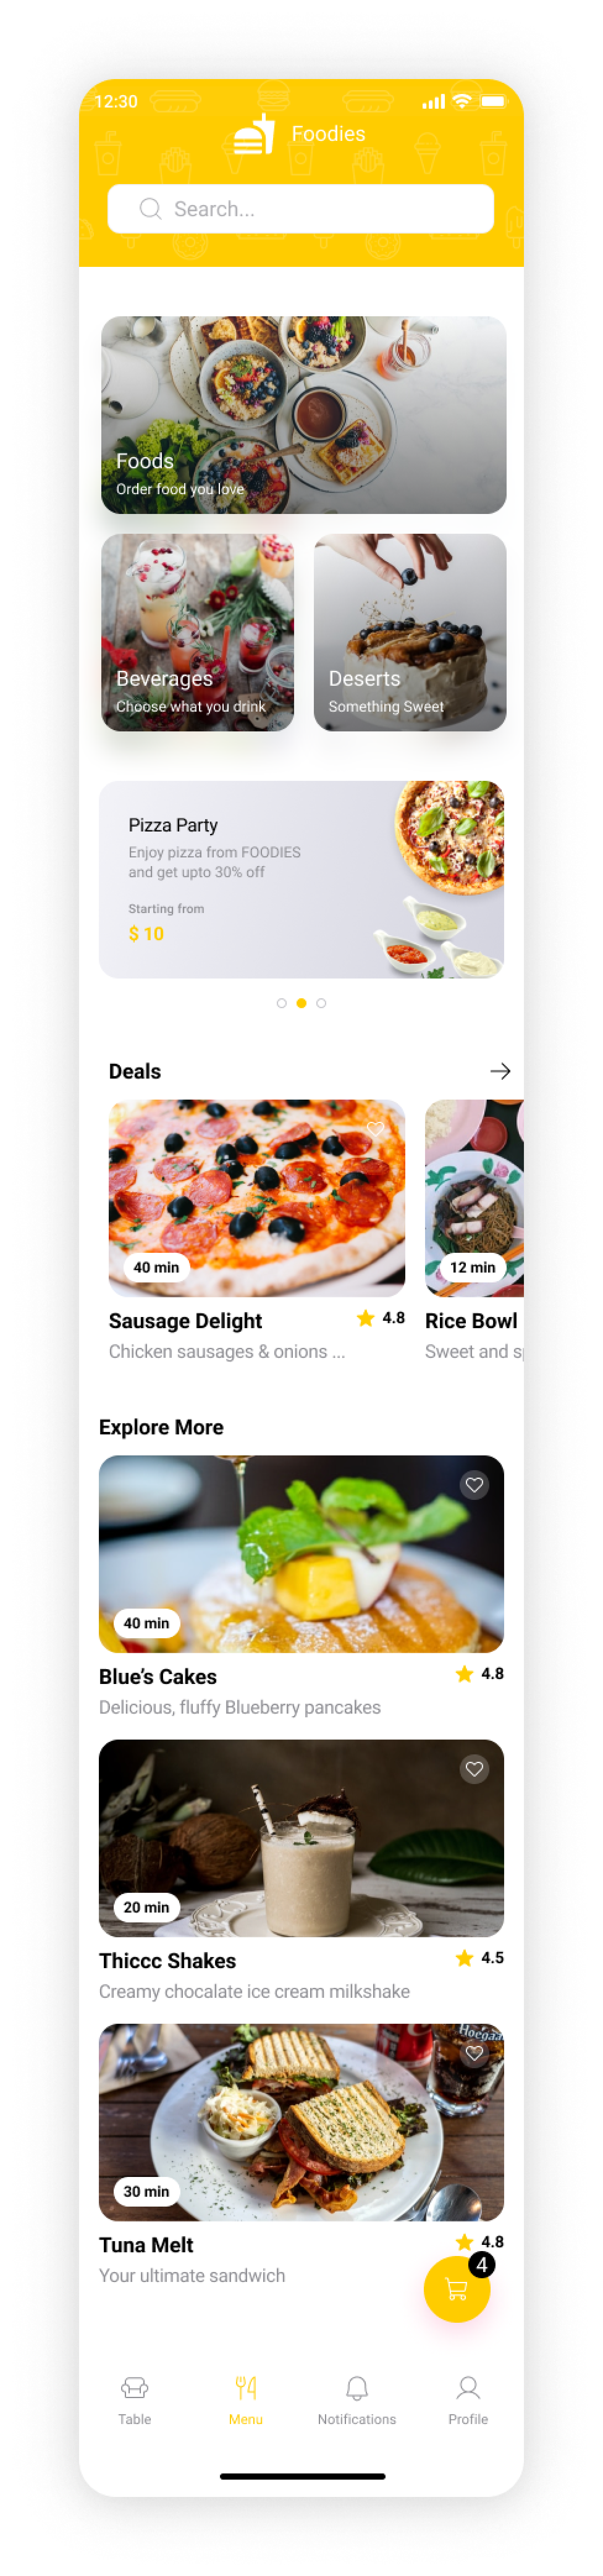 12:30
Foodies
Search...
Foods
Order food you love
Beverages
Choose what you drink
Deserts
Something Sweet
Pizza Party
Enjoy pizza from FOODIES
and get upto 30% off
Starting from
$ 10
Deals
40 min
12 min
Sausage Delight
4.8
Rice Bowl
Chicken sausages & onions ...
Sweet and
Explore More
40 min
Blue’s Cakes
4.8
Delicious, fluffy Blueberry pancakes
20 min
Thiccc Shakes
4.5
Creamy chocalate ice cream milkshake
30 min
Tuna Melt
4.8
Your ultimate sandwich
4
Table
Menu
Notifications
Profile